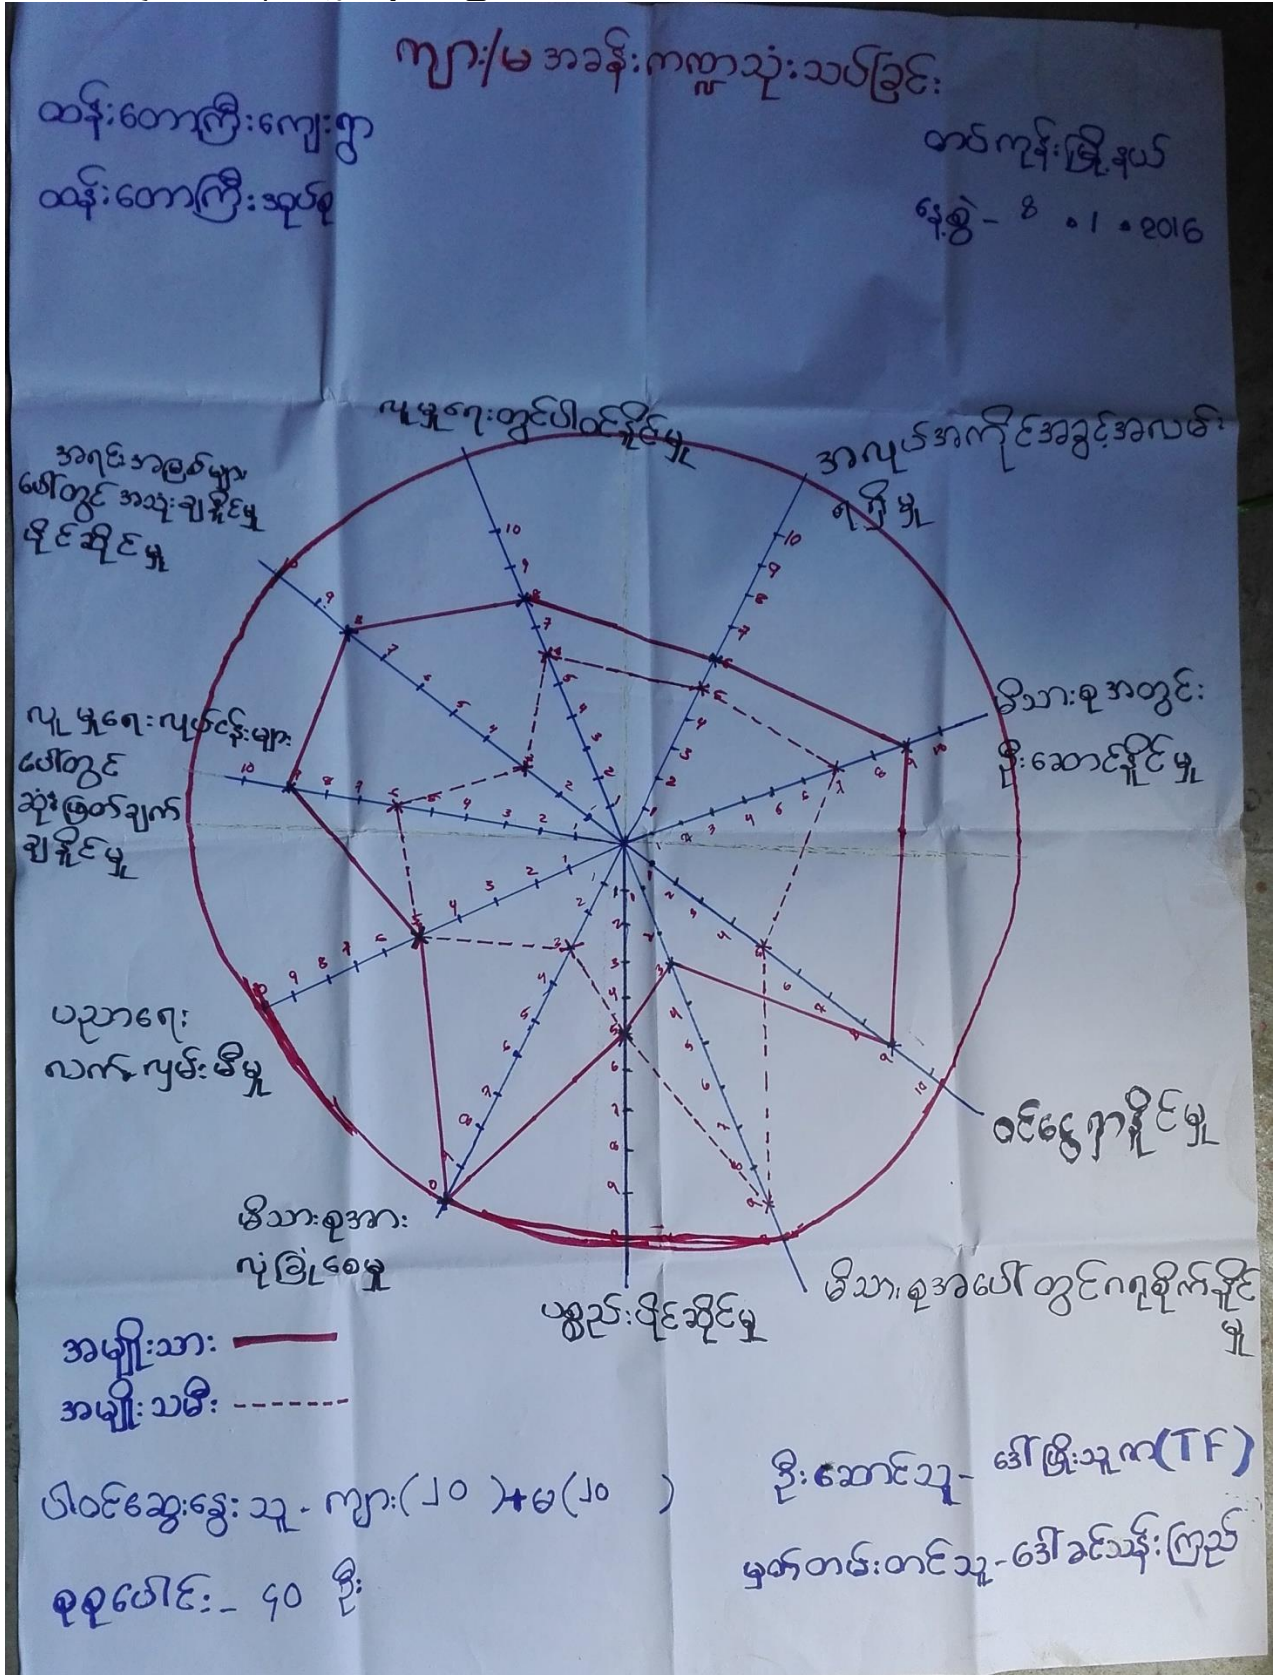 ကျား/မ အခန်းကဏ္ဍသုံးသပ်ခြင်း
ထန်းတောကြီးကျေးရွာ
ထန်းတောကြီးအုပ်စု
တပ်ကုန်းမြို့နယ်
နေ့စွဲ - 8 . 1 . 2016
လူမှုရေးတွင်ပါဝင်နိုင်မှု
အလုပ်အကိုင်အခွင့်အလမ်း
ရရှိမှု
အရင်းအမြစ်များ
ပေါ်တွင် အသုံးချနိုင်မှု
ပိုင်ဆိုင်မှု
မိသားစုအတွင်း
ဦးဆောင်နိုင်မှု
လူမှုရေးလုပ်ငန်းများ
ပေါ်တွင်
ဆုံးဖြတ်ချက်
ချနိုင်မှု
ပညာရေး
လက်လှမ်းမီမှု
ဝင်ငွေရှာနိုင်မှု
မိသားစုအား
လုံခြုံစေမှု
ပစ္စည်းပိုင်ဆိုင်မှု
မိသားစုအပေါ်တွင်ဂရုစိုက်နိုင်
မှု
အမျိုးသား
အမျိုးသမီး
ပါဝင်ဆွေးနွေးသူ - ကျား(၂၀ )+မ(၂၀ )
စုစုပေါင်း - ၄၀ ဦး
ဦးဆောင်သူ - ဒေါ်ဖြိုးသူ (TF)
မှတ်တမ်းတင်သူ - ဒေါ်ခင်သန်းကြည်